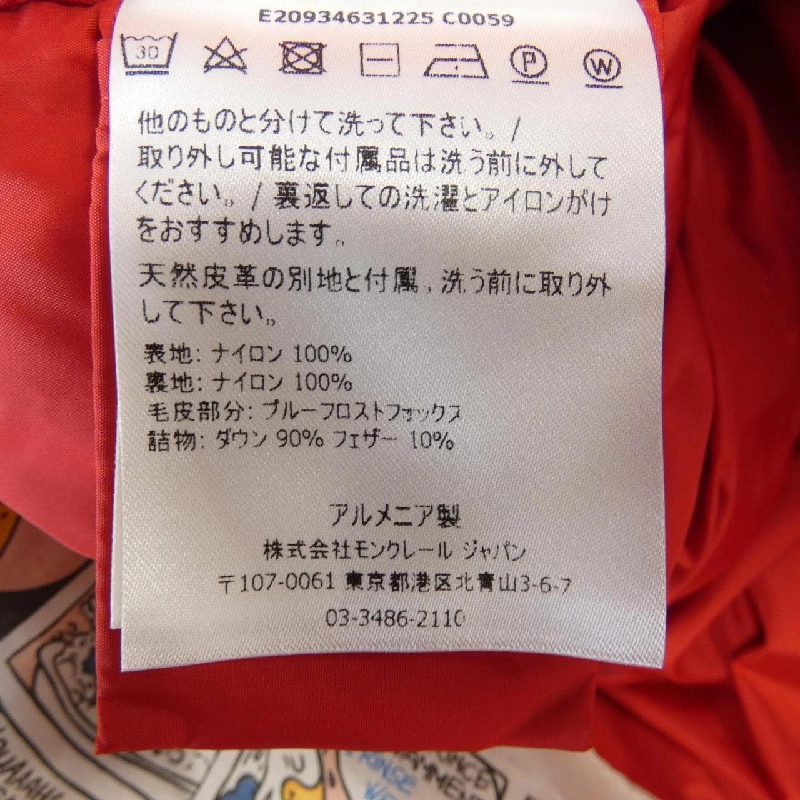 E20934631225 C0059
30
P
W
他のものと分けて洗って下さい。/
取り外し可能な付属品は洗う前に外して
ください。/ 裏返しての洗濯とアイロンがけ
をおすすめします。
天然皮革の別地と付属，洗う前に取り外
して下さい。
表地: ナイロン 100%
裏地: ナイロン 100%
毛皮部分: ブルーフロストフォックス
詰物: ダウン 90% フェザー 10%
アルメニア製
株式会社モンクレール ジャパン
〒107-0061 東京都港区北青山3-6-7
03-3486-2110
RINSE